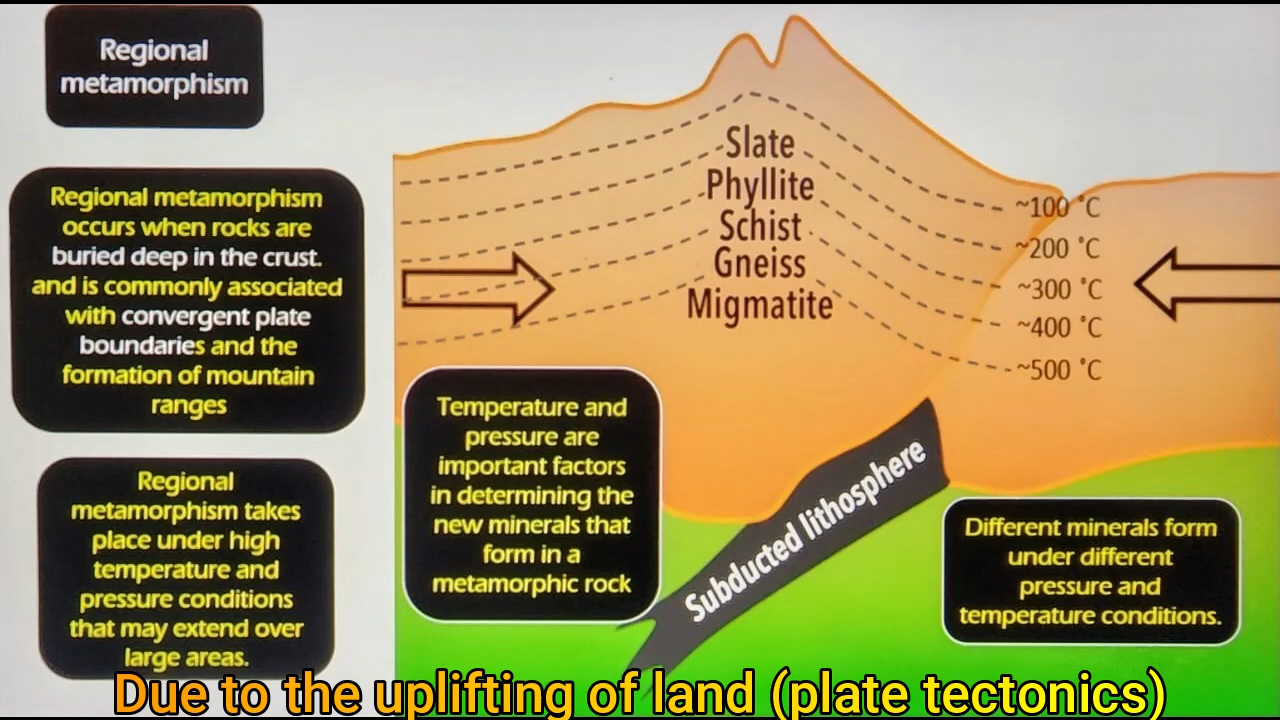 Regional
metamorphism
Regional metamorphism
occurs when rocks are
buried deep in the crust.
and is commonly associated
with convergent plate
boundaries and the
formation of mountain
ranges
Regional
metamorphism takes
place under high
temperature and
pressure conditions
that may extend over
large areas.
Slate
Phyllite
Schist
Gneiss
Migmatite
~100 °C
~200 °C
~300 °C
~400 °C
~500 °C
Temperature and
pressure are
important factors
in determining the
new minerals that
form in a
metamorphic rock
Subducted lithosphere
Different minerals form
under different
pressure and
temperature conditions.
Due to the uplifting of land (plate tectonics)